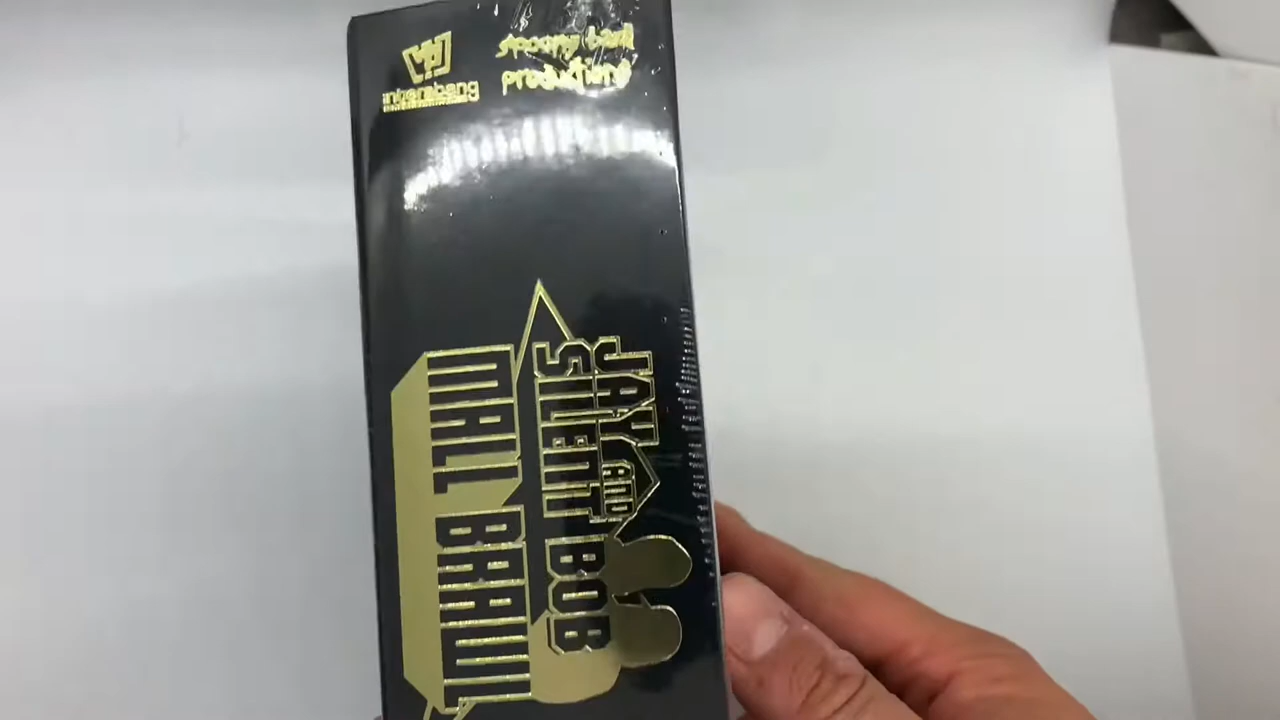 interabang
spoony bard
productions
JAY AND
SILENT BOB
MALL BRAWL